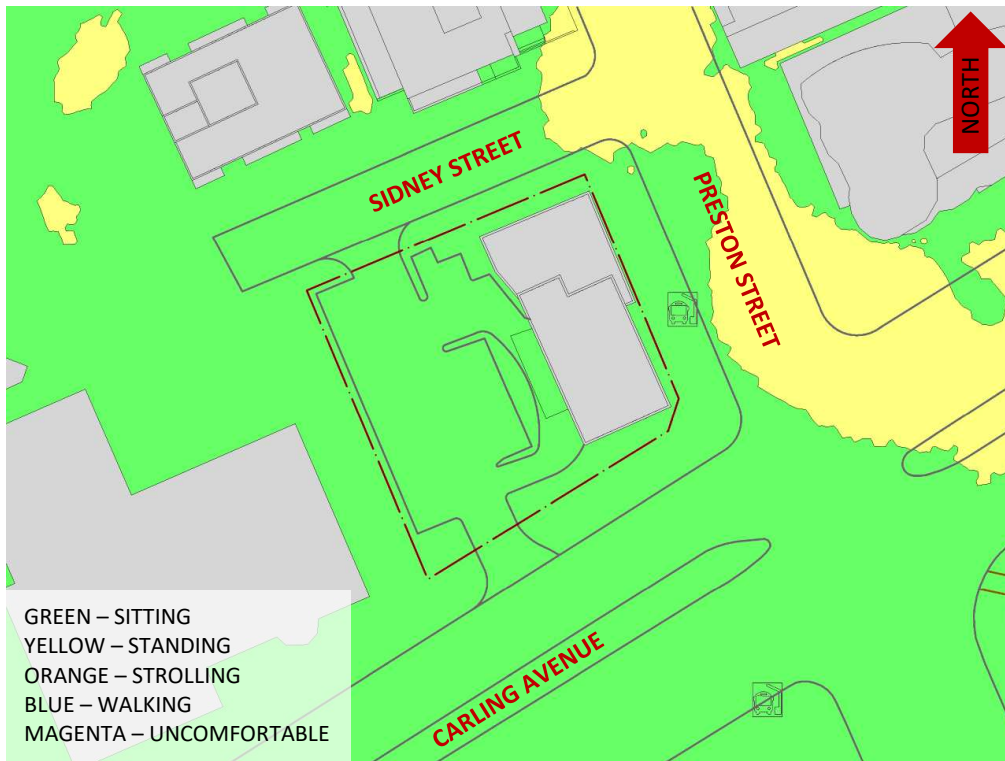 NORTH
SIDNEY STREET
PRESTON STREET
CARLING AVENUE
GREEN – SITTING
YELLOW – STANDING
ORANGE – STROLLING
BLUE – WALKING
MAGENTA – UNCOMFORTABLE